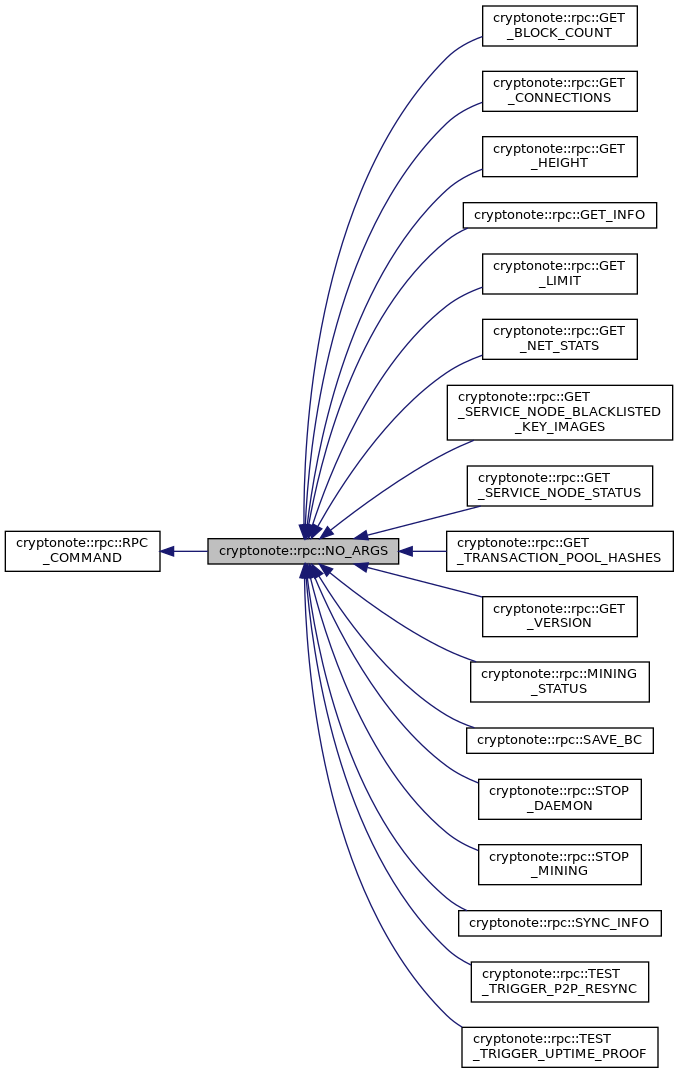 cryptonote::rpc::GET
_BLOCK_COUNT
cryptonote::rpc::GET
_CONNECTIONS
cryptonote::rpc::GET
_HEIGHT
cryptonote::rpc::GET_INFO
cryptonote::rpc::GET
_LIMIT
cryptonote::rpc::GET
_NET_STATS
cryptonote::rpc::GET
_SERVICE_NODE_BLACKLISTED
_KEY_IMAGES
cryptonote::rpc::GET
_SERVICE_NODE_STATUS
cryptonote::rpc::RPC
_COMMAND
cryptonote::rpc::NO_ARGS
cryptonote::rpc::GET
_TRANSACTION_POOL_HASHES
cryptonote::rpc::GET
_VERSION
cryptonote::rpc::MINING
_STATUS
cryptonote::rpc::SAVE_BC
cryptonote::rpc::STOP
_DAEMON
cryptonote::rpc::STOP
_MINING
cryptonote::rpc::SYNC_INFO
cryptonote::rpc::TEST
_TRIGGER_P2P_RESYNC
cryptonote::rpc::TEST
_TRIGGER_UPTIME_PROOF